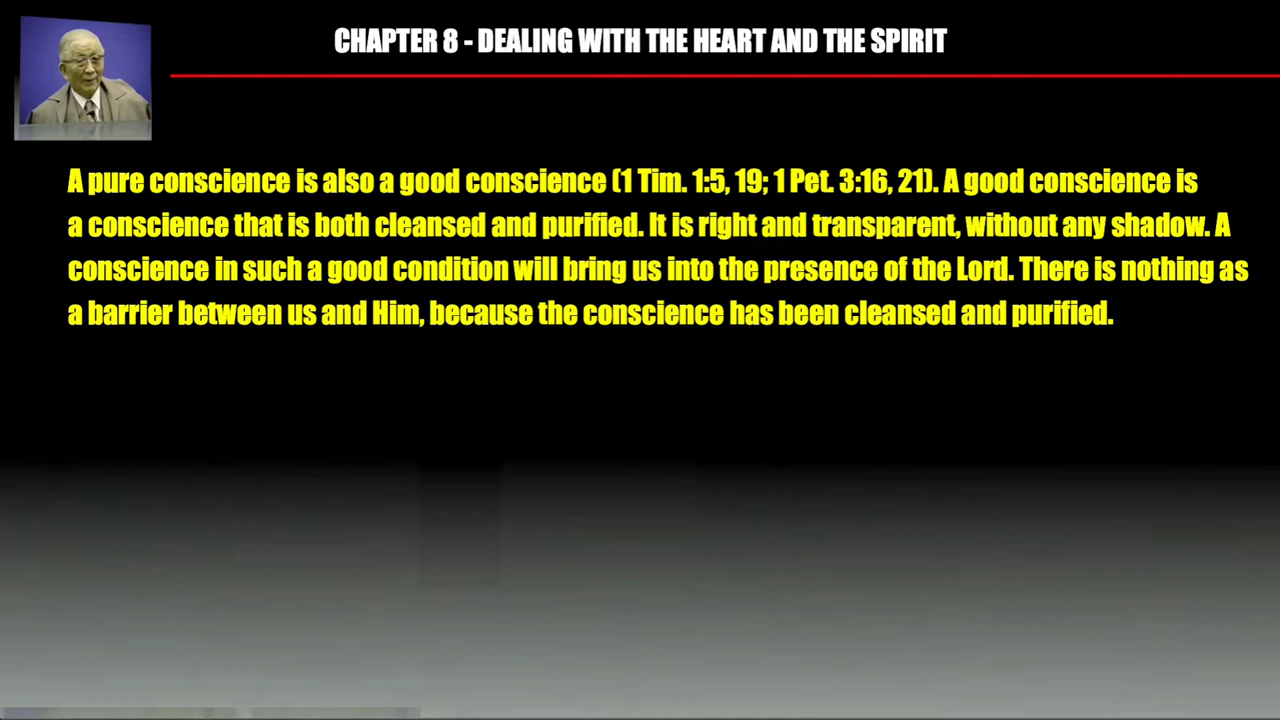 CHAPTER 8 - DEALING WITH THE HEART AND THE SPIRIT
A pure conscience is also a good conscience (1 Tim. 1:5, 19; 1 Pet. 3:16, 21). A good conscience is
a conscience that is both cleansed and purified. It is right and transparent, without any shadow. A
conscience in such a good condition will bring us into the presence of the Lord. There is nothing as
a barrier between us and Him, because the conscience has been cleansed and purified.